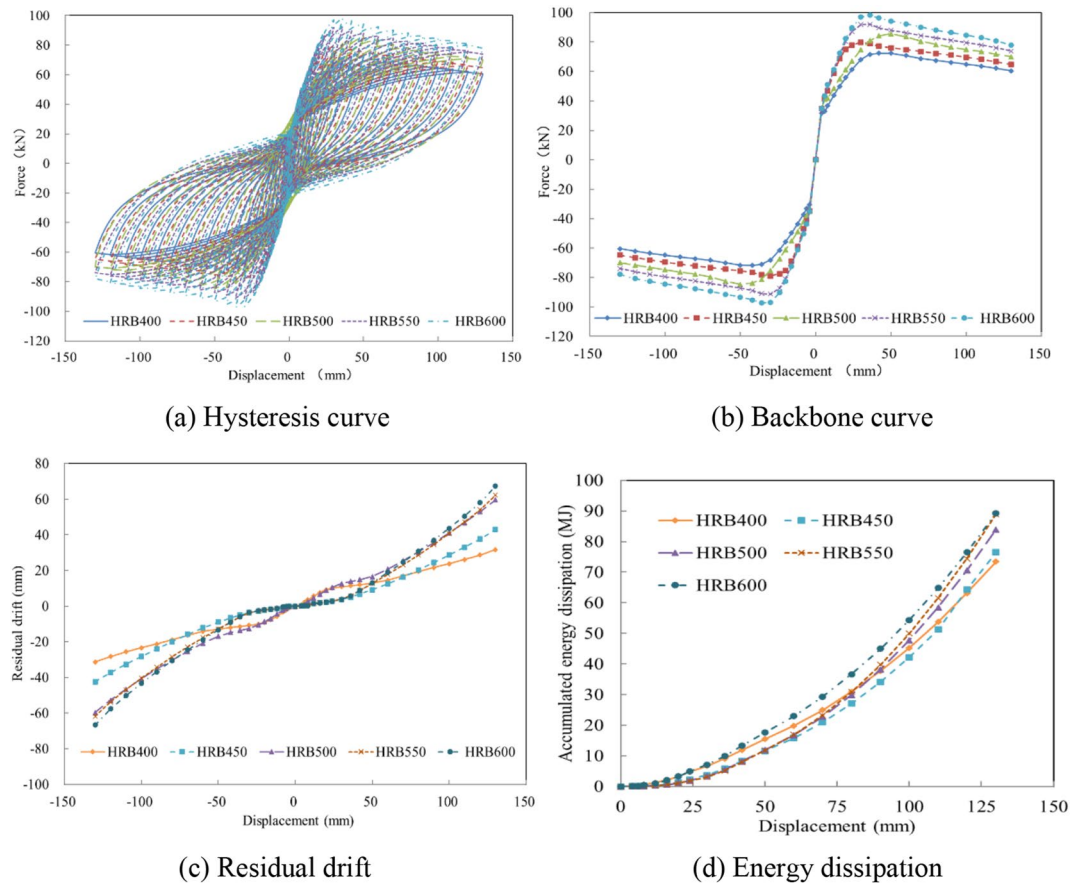 100
80
60
40
20
0
-20
-40
-60
-80
-100
-120
Force（kN）
HRB400 HRB450 HRB500 HRB550 HRB600
-150 -100 -50 0 50 100 150
Displacement （mm）
(a) Hysteresis curve
100
80
60
40
20
0
-20
-40
-60
-80
-100
-120
Force（kN）
HRB400 HRB450 HRB500 HRB550 HRB600
-150 -100 -50 0 50 100 150
Displacement （mm）
(b) Backbone curve
80
60
40
20
0
-20
-40
-60
-80
-100
Residual drift (mm)
HRB400 HRB450 HRB500 HRB550 HRB600
-150 -100 -50 0 50 100 150
Displacement (mm)
(c) Residual drift
100
90
80
70
60
50
40
30
20
10
0
Accumulated energy dissipation (MJ)
HRB400 HRB450
HRB500 HRB550
HRB600
0 25 50 75 100 125 150
Displacement (mm)
(d) Energy dissipation